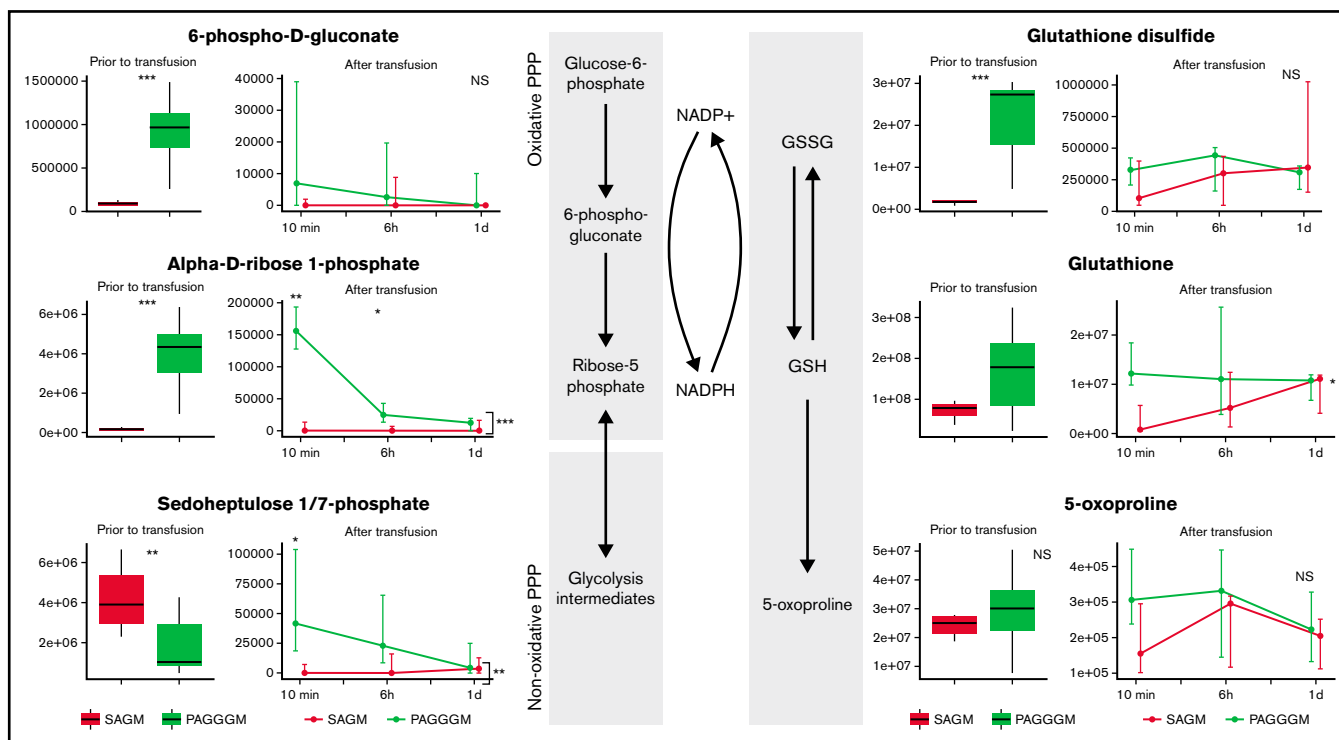 6-phospho-D-gluconate
Prior to transfusion
***
1500000
1000000
500000
0
After transfusion
NS
40000
30000
20000
10000
0
10 min
6h
1d
Alpha-D-ribose 1-phosphate
Prior to transfusion
***
6e+06
4e+06
2e+06
0e+00
After transfusion
**
*
200000
150000
100000
50000
0
***
10 min
6h
1d
Sedoheptulose 1/7-phosphate
Prior to transfusion
**
6e+06
4e+06
2e+06
After transfusion
*
100000
75000
50000
25000
0
**
10 min
6h
1d
SAGM
PAGGGM
SAGM
PAGGGM
Oxidative PPP
Non-oxidative PPP
Glucose-6-
phosphate
6-phospho-
gluconate
Ribose-5
phosphate
Glycolysis
intermediates
NADP+
NADPH
GSSG
GSH
5-oxoproline
Glutathione disulfide
Prior to transfusion
***
3e+07
2e+07
1e+07
0e+00
After transfusion
NS
1000000
750000
500000
250000
0
10 min
6h
1d
Glutathione
Prior to transfusion
3e+08
2e+08
1e+08
After transfusion
2e+07
1e+07
0e+00
*
10 min
6h
1d
5-oxoproline
Prior to transfusion
NS
5e+07
4e+07
3e+07
2e+07
1e+07
After transfusion
NS
4e+05
3e+05
2e+05
1e+05
10 min
6h
1d
SAGM
PAGGGM
SAGM
PAGGGM